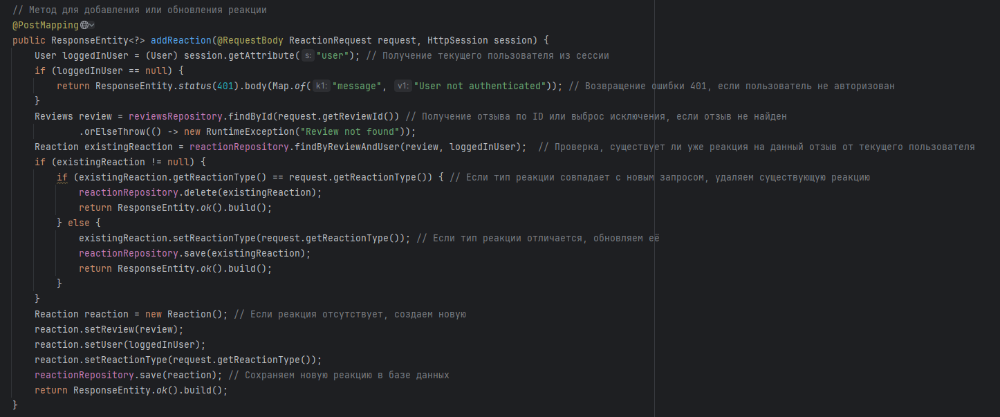 // Метод для добавления или обновления реакции
@PostMapping
public ResponseEntity<?> addReaction(@RequestBody ReactionRequest request, HttpSession session) {
    User loggedInUser = (User) session.getAttribute( s: "user"); // Получение текущего пользователя из сессии
    if (loggedInUser == null) {
        return ResponseEntity.status(401).body(Map.of( k1: "message", v1: "User not authenticated")); // Возвращение ошибки 401, если пользователь не авторизован
    }
    Reviews review = reviewsRepository.findById(request.getReviewId()) // Получение отзыва по ID или выброс исключения, если отзыв не найден
            .orElseThrow(() -> new RuntimeException("Review not found"));
    Reaction existingReaction = reactionRepository.findByReviewAndUser(review, loggedInUser);  // Проверка, существует ли уже реакция на данный отзыв от текущего пользователя
    if (existingReaction != null) {
        if (existingReaction.getReactionType() == request.getReactionType()) { // Если тип реакции совпадает с новым запросом, удаляем существующую реакцию
            reactionRepository.delete(existingReaction);
            return ResponseEntity.ok().build();
        } else {
            existingReaction.setReactionType(request.getReactionType()); // Если тип реакции отличается, обновляем её
            reactionRepository.save(existingReaction);
            return ResponseEntity.ok().build();
        }
    }
    Reaction reaction = new Reaction(); // Если реакция отсутствует, создаем новую
    reaction.setReview(review);
    reaction.setUser(loggedInUser);
    reaction.setReactionType(request.getReactionType());
    reactionRepository.save(reaction); // Сохраняем новую реакцию в базе данных
    return ResponseEntity.ok().build();
}